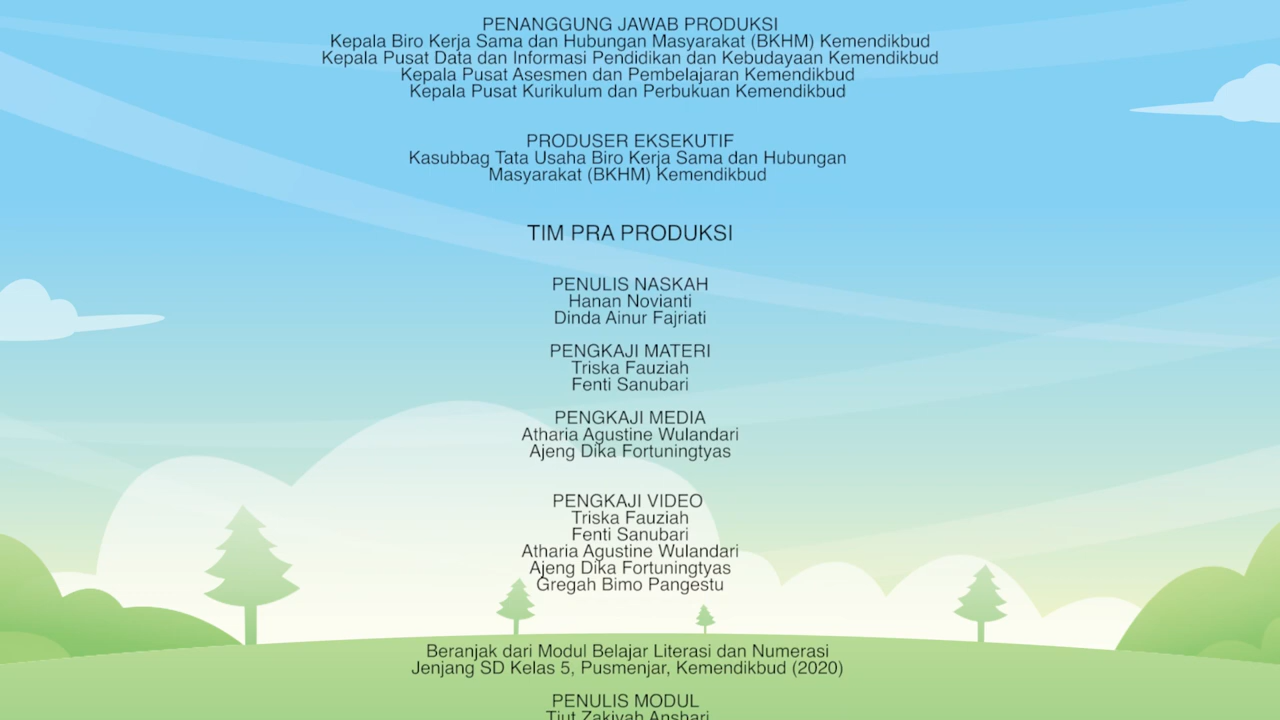 PENANGGUNG JAWAB PRODUKSI
Kepala Biro Kerja Sama dan Hubungan Masyarakat (BKHM) Kemendikbud
Kepala Pusat Data dan Informasi Pendidikan dan Kebudayaan Kemendikbud
Kepala Pusat Asesmen dan Pembelajaran Kemendikbud
Kepala Pusat Kurikulum dan Perbukuan Kemendikbud
PRODUSER EKSEKUTIF
Kasubbag Tata Usaha Biro Kerja Sama dan Hubungan
Masyarakat (BKHM) Kemendikbud
TIM PRA PRODUKSI
PENULIS NASKAH
Hanan Novianti
Dinda Ainur Fajriati
PENGKAJI MATERI
Triska Fauziah
Fenti Sanubari
PENGKAJI MEDIA
Atharia Agustine Wulandari
Ajeng Dika Fortuningtyas
PENGKAJI VIDEO
Triska Fauziah
Fenti Sanubari
Atharia Agustine Wulandari
Ajeng Dika Fortuningtyas
Gregah Bimo Pangestu
Beranjak dari Modul Belajar Literasi dan Numerasi
Jenjang SD Kelas 5, Pusmenjar, Kemendikbud (2020)
PENULIS MODUL
Tjut Zakiyah Anshari